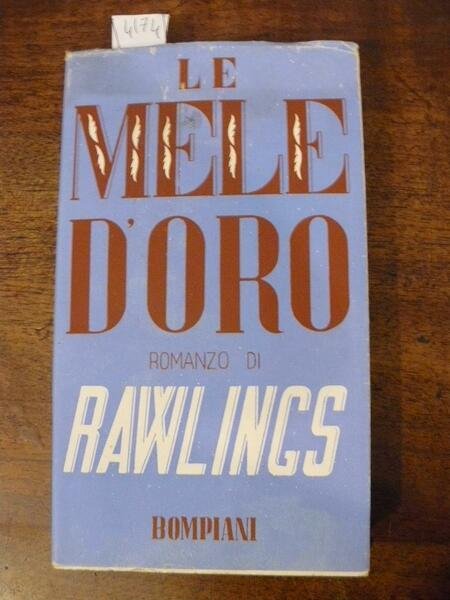 4174
LE
MELE
D'ORO
ROMANZO DI
RAWLINGS
BOMPIANI